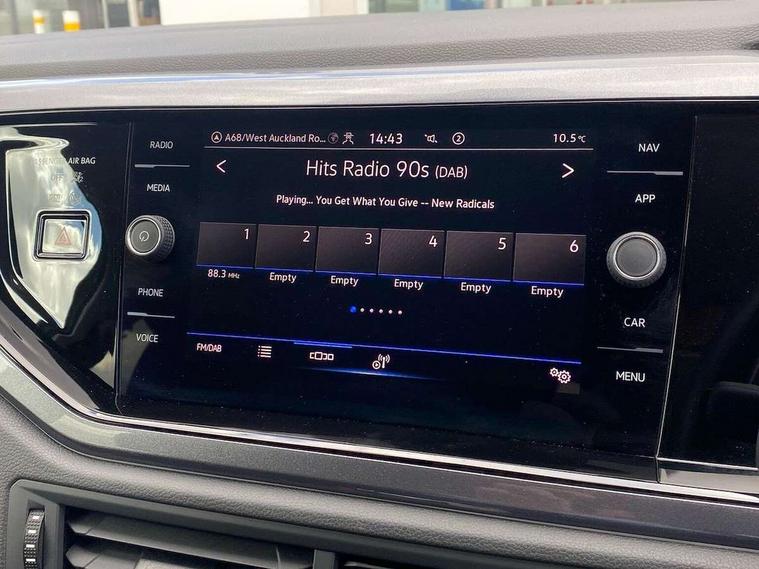 A68/West Auckland Ro... 14:43 2 10.5°C
RADIO
NAV
< Hits Radio 90s (DAB) >
AIR BAG
OFF
MEDIA
APP
Playing... You Get What You Give -- New Radicals
1 2 3 4 5 6
88.3 MHz Empty Empty Empty Empty Empty
PHONE
CAR
VOICE
FM/DAB
MENU